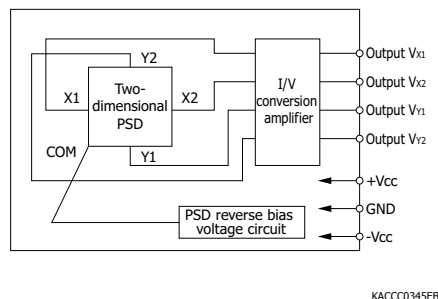 Y2
Two-
dimensional
PSD
X1
X2
Y1
COM
I/V
conversion
amplifier
PSD reverse bias
voltage circuit
Output VX1
Output VX2
Output VY1
Output VY2
+Vcc
GND
-Vcc
KACCC0345EB